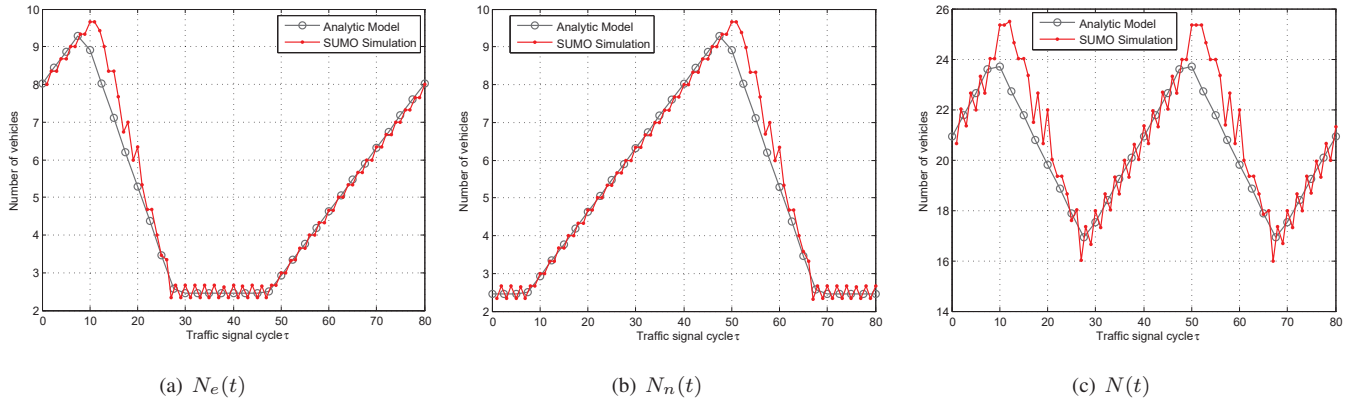 10
9
8
7
6
5
4
3
2
Number of vehicles
Analytic Model
SUMO Simulation
0 10 20 30 40 50 60 70 80
Traffic signal cycle τ
(a) N_e(t)
10
9
8
7
6
5
4
3
2
Number of vehicles
Analytic Model
SUMO Simulation
0 10 20 30 40 50 60 70 80
Traffic signal cycle τ
(b) N_n(t)
26
24
22
20
18
16
14
Number of vehicles
Analytic Model
SUMO Simulation
0 10 20 30 40 50 60 70 80
Traffic signal cycle τ
(c) N(t)